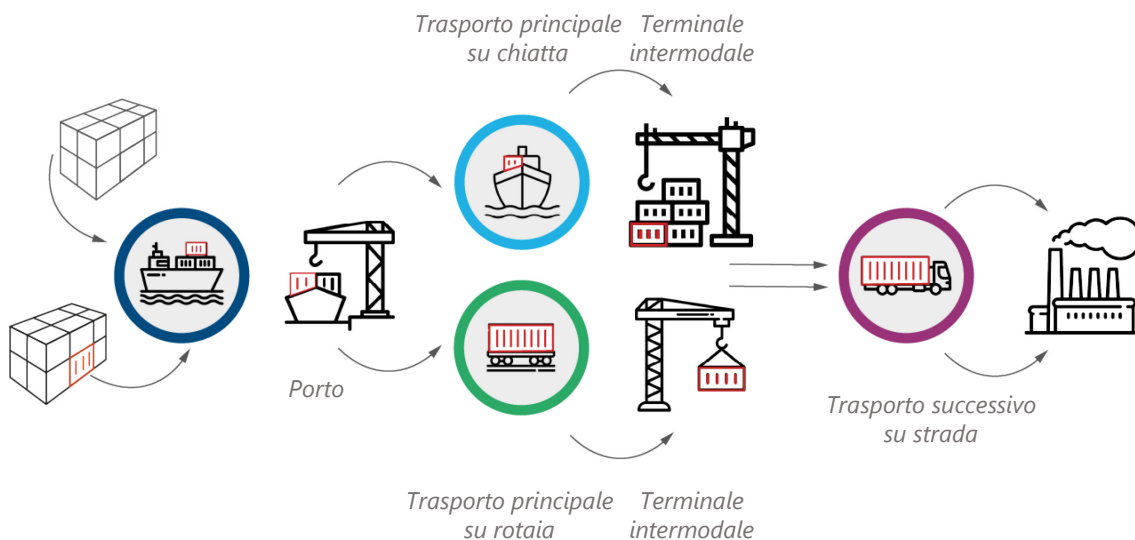 Trasporto principale
su chiatta
Terminale
intermodale
Porto
Trasporto successivo
su strada
Trasporto principale
su rotaia
Terminale
intermodale